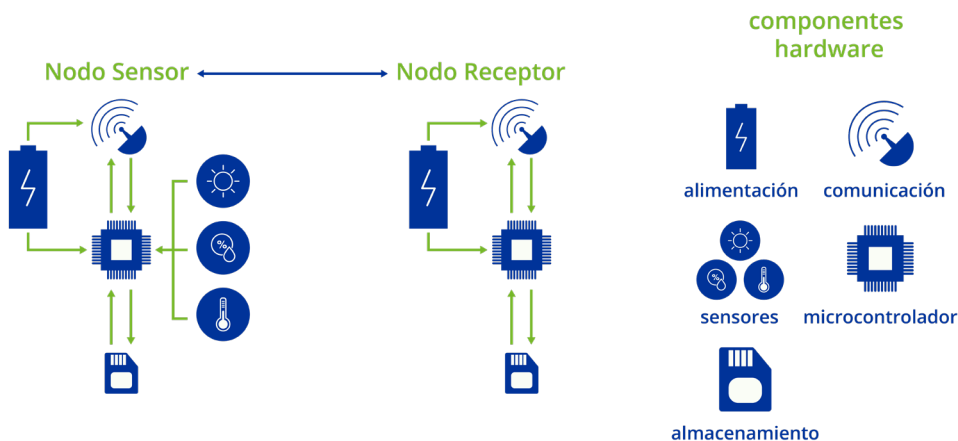 componentes
hardware
Nodo Sensor
Nodo Receptor
alimentación
comunicación
%
%
sensores
microcontrolador
almacenamiento